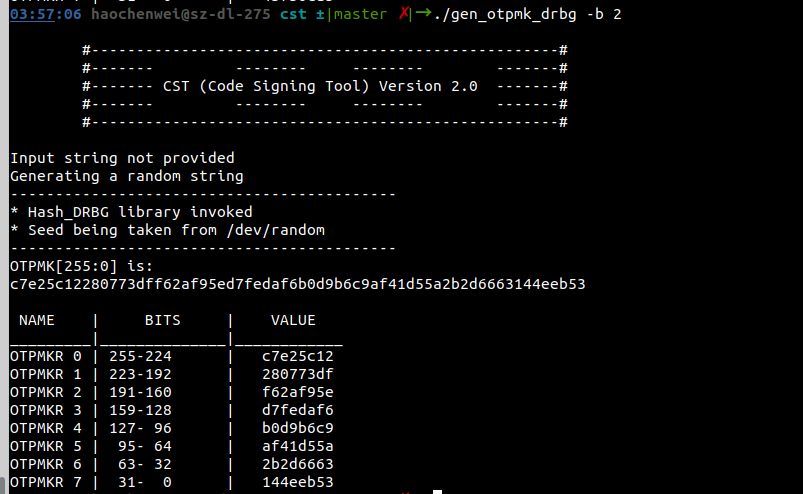 03:57:06 haochenwei@sz-dl-275 cst ±|master ✗|→./gen_otpmk_drbg -b 2
#----------------------------------------------------#
#------- -------- -------- -------#
#------- CST (Code Signing Tool) Version 2.0 -------#
#------- -------- -------- -------#
#----------------------------------------------------#
Input string not provided
Generating a random string
-------------------------------------------
* Hash_DRBG library invoked
* Seed being taken from /dev/random
-------------------------------------------
OTPMK[255:0] is:
c7e25c12280773dff62af95ed7fedaf6b0d9b6c9af41d55a2b2d6663144eeb53
NAME | BITS | VALUE
_________|______________|____________
OTPMKR 0 | 255-224 | c7e25c12
OTPMKR 1 | 223-192 | 280773df
OTPMKR 2 | 191-160 | f62af95e
OTPMKR 3 | 159-128 | d7fedaf6
OTPMKR 4 | 127- 96 | b0d9b6c9
OTPMKR 5 | 95- 64 | af41d55a
OTPMKR 6 | 63- 32 | 2b2d6663
OTPMKR 7 | 31- 0 | 144eeb53